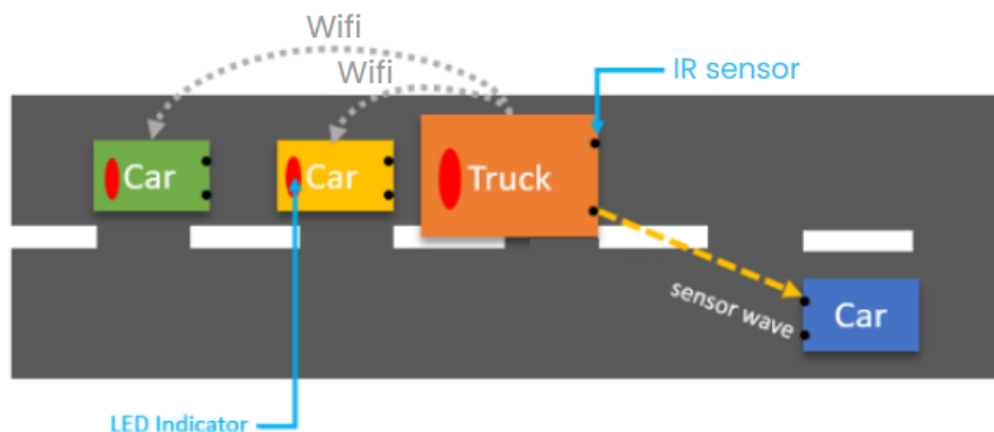 Wifi
Wifi
IR sensor
Car
Car
Truck
sensor wave
Car
LED Indicator